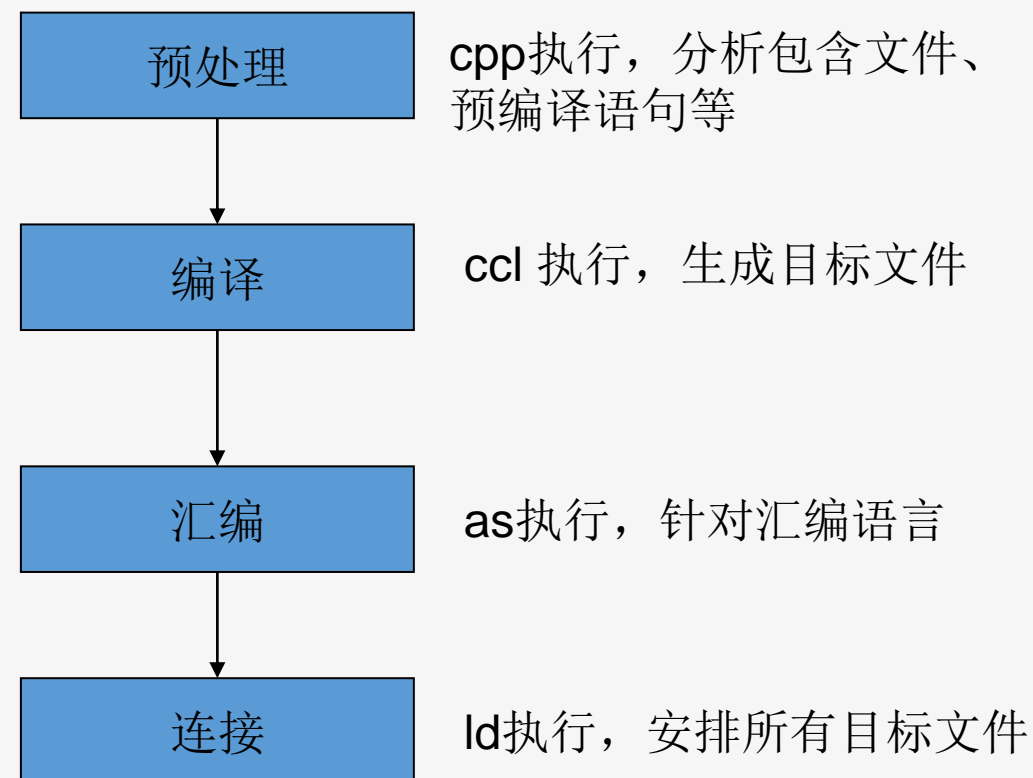 预处理
cpp执行，分析包含文件、
预编译语句等
编译
ccl 执行，生成目标文件
汇编
as执行，针对汇编语言
连接
ld执行，安排所有目标文件